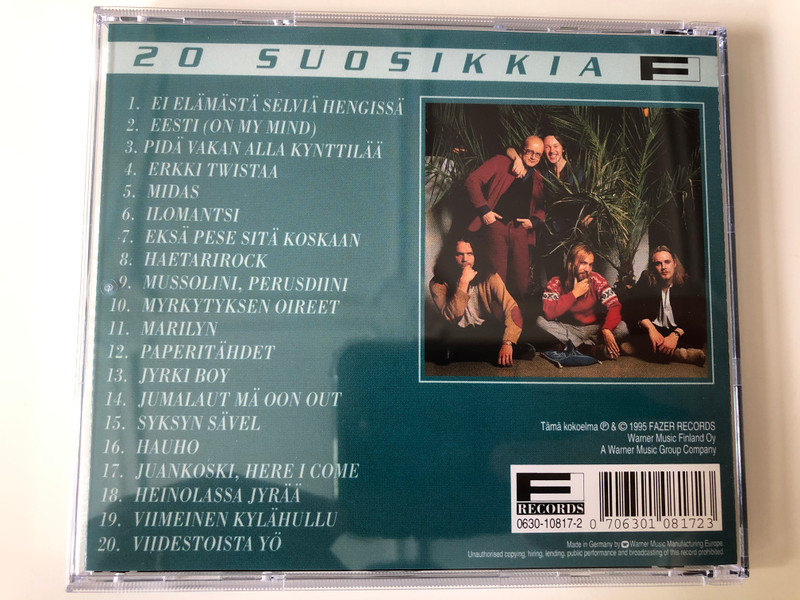 20 SUOSIKKIA F
1. EI ELÄMÄSTÄ SELVIÄ HENGISSÄ
2. EESTI (ON MY MIND)
3. PIDÄ VAKAN ALLA KYNTTILÄÄ
4. ERKKI TWISTAA
5. MIDAS
6. ILOMANTSI
7. EKSÄ PESE SITÄ KOSKAAN
8. HAETARIROCK
9. MUSSOLINI, PERUSDIINI
10. MYRKYTYKSEN OIREET
11. MARILYN
12. PAPERITÄHDET
13. JYRKI BOY
14. JUMALAUT MÄ OON OUT
15. SYKSYN SÄVEL
16. HAUHO
17. JUANKOSKI, HERE I COME
18. HEINOLASSA JYRÄÄ
19. VIIMEINEN KYLÄHULLU
20. VIIDESTOISTA YÖ
Tämä kokoelma ℗ & © 1995 FAZER RECORDS
Warner Music Finland Oy
A Warner Music Group Company
F
RECORDS
0630-10817-2
0 706301 081723
Made in Germany by Warner Music Manufacturing Europe.
Unauthorised copying, hiring, lending, public performance and broadcasting of this record prohibited.